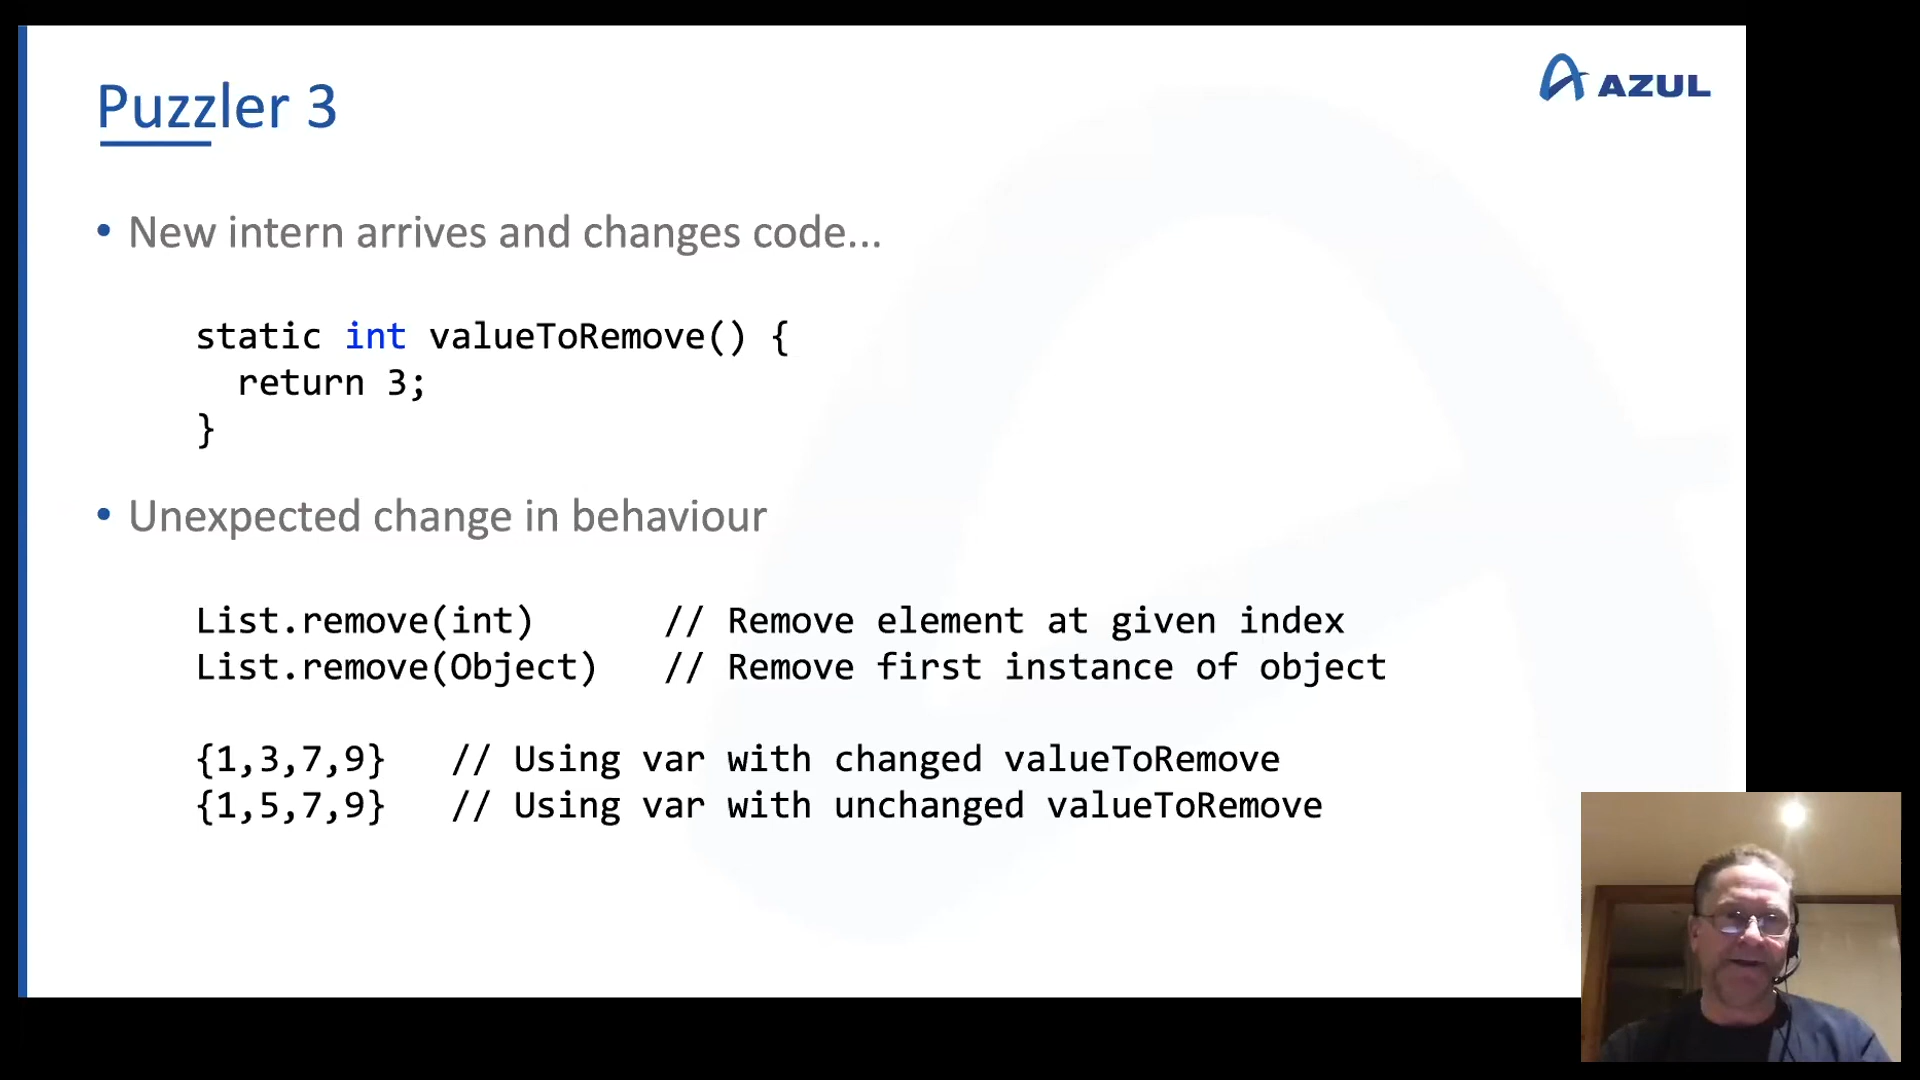 AZUL
Puzzler 3
• New intern arrives and changes code...
static int valueToRemove() {
  return 3;
}
• Unexpected change in behaviour
List.remove(int)      // Remove element at given index
List.remove(Object)   // Remove first instance of object
{1,3,7,9}   // Using var with changed valueToRemove
{1,5,7,9}   // Using var with unchanged valueToRemove